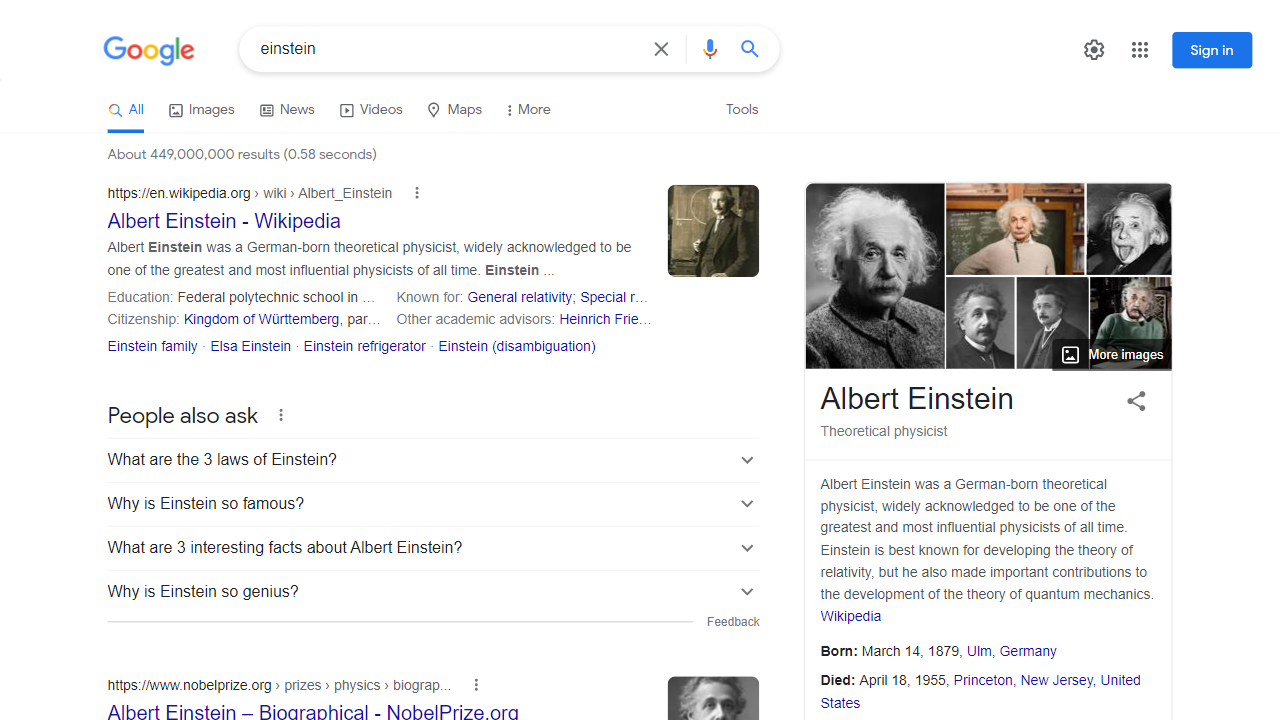 Google
einstein
Sign in
All
Images
News
Videos
Maps
More
Tools
About 449,000,000 results (0.58 seconds)
https://en.wikipedia.org › wiki › Albert_Einstein
Albert Einstein - Wikipedia
Albert Einstein was a German-born theoretical physicist, widely acknowledged to be
one of the greatest and most influential physicists of all time. Einstein ...
Education: Federal polytechnic school in ...
Known for: General relativity; Special r...
Citizenship: Kingdom of Württemberg, par...
Other academic advisors: Heinrich Frie...
Einstein family · Elsa Einstein · Einstein refrigerator · Einstein (disambiguation)
People also ask
What are the 3 laws of Einstein?
Why is Einstein so famous?
What are 3 interesting facts about Albert Einstein?
Why is Einstein so genius?
Feedback
https://www.nobelprize.org › prizes › physics › biograp...
Albert Einstein – Biographical - NobelPrize.org
More images
Albert Einstein
Theoretical physicist
Albert Einstein was a German-born theoretical
physicist, widely acknowledged to be one of the
greatest and most influential physicists of all time.
Einstein is best known for developing the theory of
relativity, but he also made important contributions to
the development of the theory of quantum mechanics.
Wikipedia
Born: March 14, 1879, Ulm, Germany
Died: April 18, 1955, Princeton, New Jersey, United
States